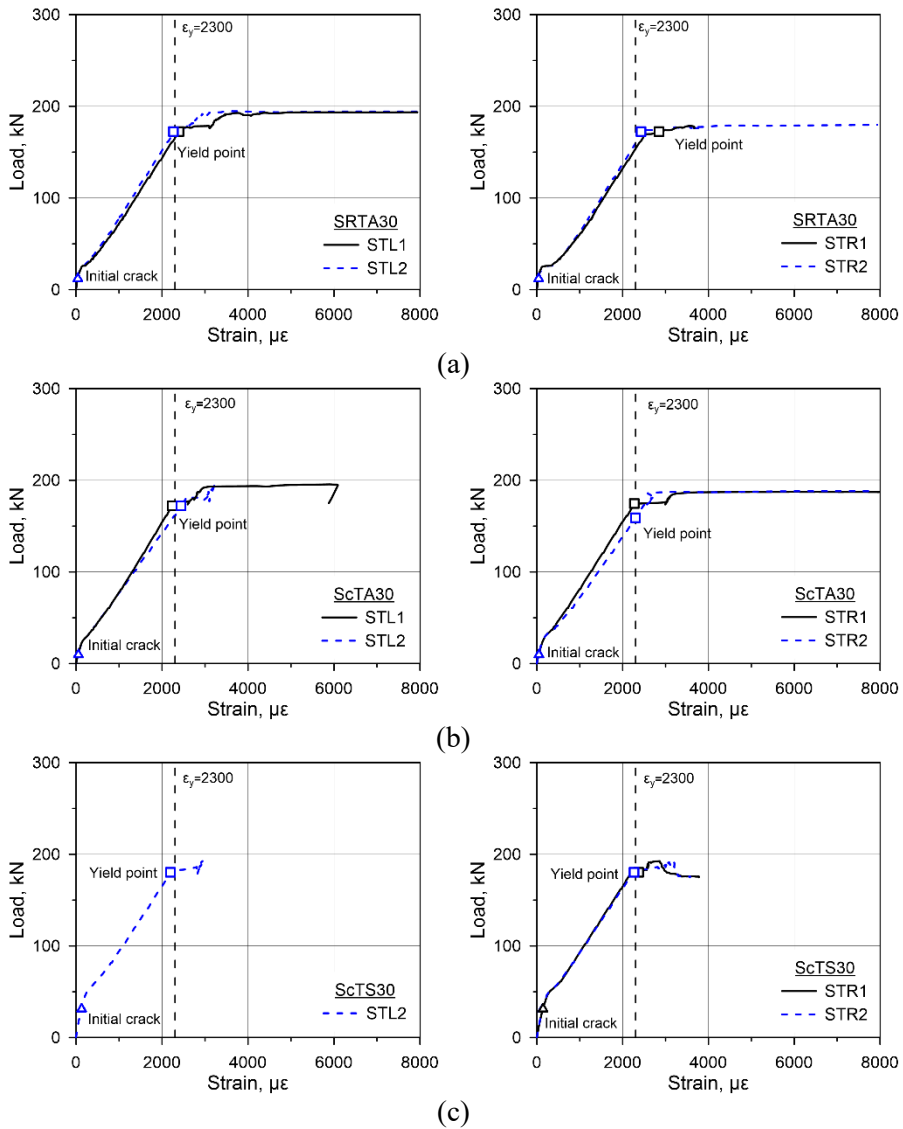 εy=2300
300
200
100
0
Load, kN
Yield point
Initial crack
SRTA30
STL1
STL2
0 2000 4000 6000 8000
Strain, µε
εy=2300
300
200
100
0
Load, kN
Yield point
Initial crack
SRTA30
STR1
STR2
0 2000 4000 6000 8000
Strain, µε
(a)
εy=2300
300
200
100
0
Load, kN
Yield point
Initial crack
ScTA30
STL1
STL2
0 2000 4000 6000 8000
Strain, µε
εy=2300
300
200
100
0
Load, kN
Yield point
Initial crack
ScTA30
STR1
STR2
0 2000 4000 6000 8000
Strain, µε
(b)
εy=2300
300
200
100
0
Load, kN
Yield point
Initial crack
ScTS30
STL2
0 2000 4000 6000 8000
Strain, µε
εy=2300
300
200
100
0
Load, kN
Yield point
Initial crack
ScTS30
STR1
STR2
0 2000 4000 6000 8000
Strain, µε
(c)